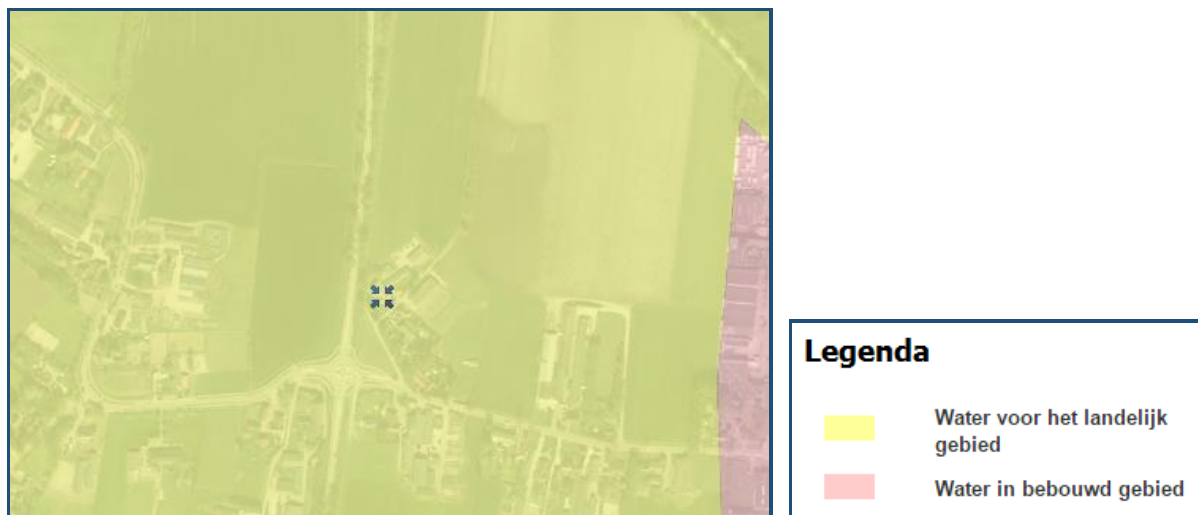 Legenda
Water voor het landelijk
gebied
Water in bebouwd gebied